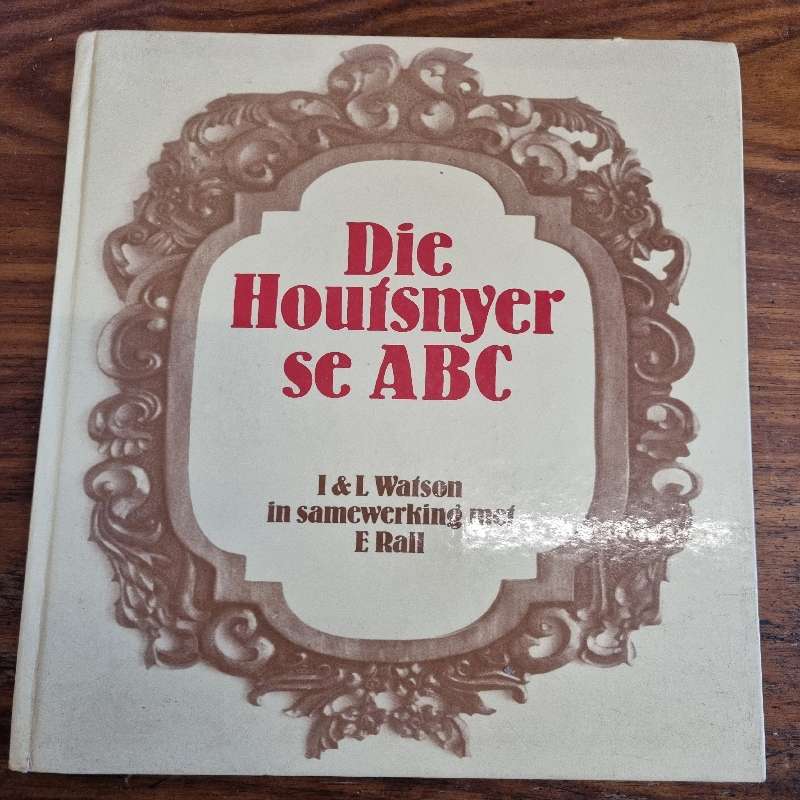 Die
Houtsnyer
se ABC
I & L Watson
in samewerking met
E Rall